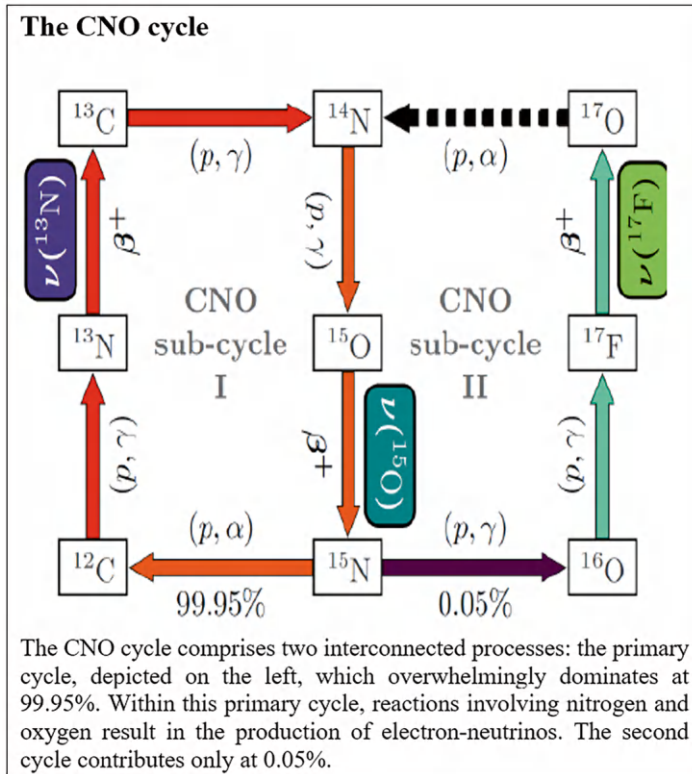 The CNO cycle
¹³C
¹⁴N
¹⁷O
(p, γ)
(p, α)
ν(¹³N)
β⁺
(p, γ)
β⁺
ν(¹⁷F)
CNO
sub-cycle
I
CNO
sub-cycle
II
¹³N
¹⁵O
¹⁷F
(p, γ)
β⁺
ν(¹⁵O)
(p, γ)
(p, α)
(p, γ)
¹²C
¹⁵N
¹⁶O
99.95%
0.05%
The CNO cycle comprises two interconnected processes: the primary
cycle, depicted on the left, which overwhelmingly dominates at
99.95%. Within this primary cycle, reactions involving nitrogen and
oxygen result in the production of electron-neutrinos. The second
cycle contributes only at 0.05%.